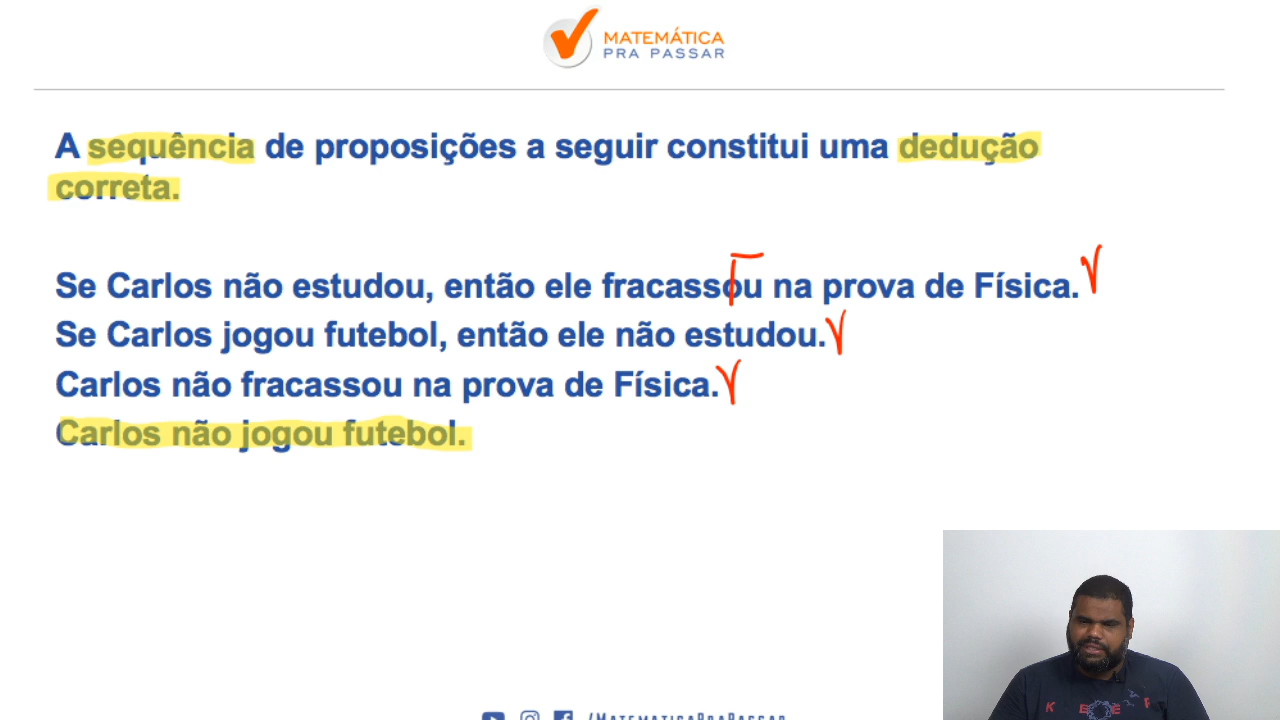 MATEMÁTICA
PRA PASSAR
A sequência de proposições a seguir constitui uma dedução
correta.
F
Se Carlos não estudou, então ele fracassou na prova de Física. V
Se Carlos jogou futebol, então ele não estudou. V
Carlos não fracassou na prova de Física. V
Carlos não jogou futebol.
/MATEMATICAPRAPASSAR